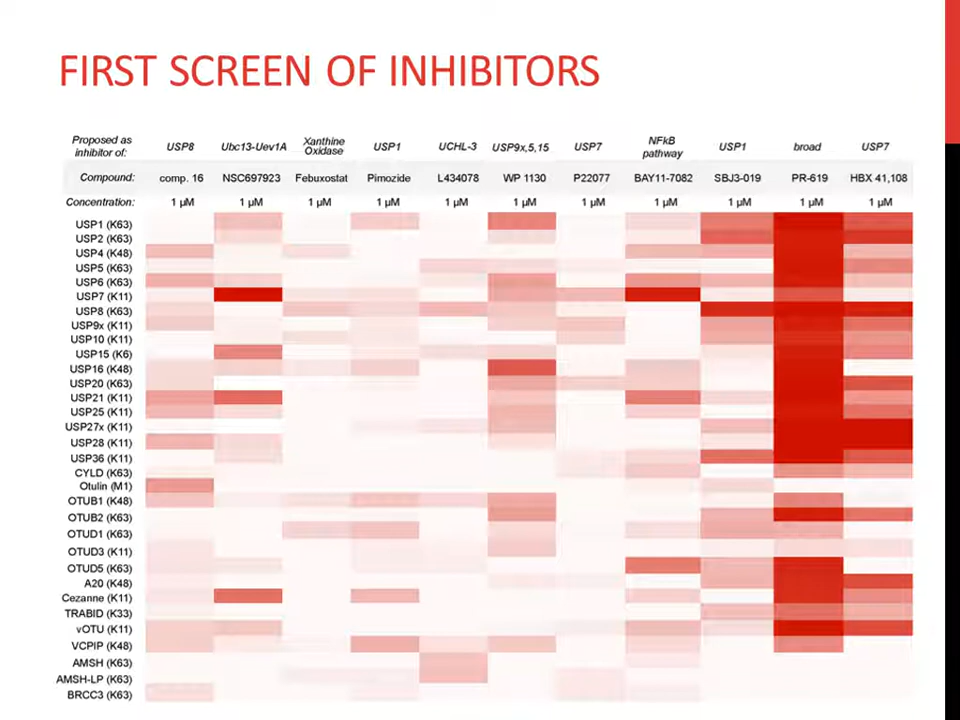 FIRST SCREEN OF INHIBITORS
Proposed as inhibitor of: USP8 Ubc13-Uev1A Xanthine Oxidase USP1 UCHL-3 USP9x,5,15 USP7 NFkB pathway USP1 broad USP7
Compound: comp. 16 NSC697923 Febuxostat Pimozide L434078 WP 1130 P22077 BAY11-7082 SBJ3-019 PR-619 HBX 41,108
Concentration: 1 µM 1 µM 1 µM 1 µM 1 µM 1 µM 1 µM 1 µM 1 µM 1 µM 1 µM
USP1 (K63)
USP2 (K63)
USP4 (K48)
USP5 (K63)
USP6 (K63)
USP7 (K11)
USP8 (K63)
USP9x (K11)
USP10 (K11)
USP15 (K6)
USP16 (K48)
USP20 (K63)
USP21 (K11)
USP25 (K11)
USP27x (K11)
USP28 (K11)
USP36 (K11)
CYLD (K63)
Otulin (M1)
OTUB1 (K48)
OTUB2 (K63)
OTUD1 (K63)
OTUD3 (K11)
OTUD5 (K63)
A20 (K48)
Cezanne (K11)
TRABID (K33)
vOTU (K11)
VCPIP (K48)
AMSH (K63)
AMSH-LP (K63)
BRCC3 (K63)